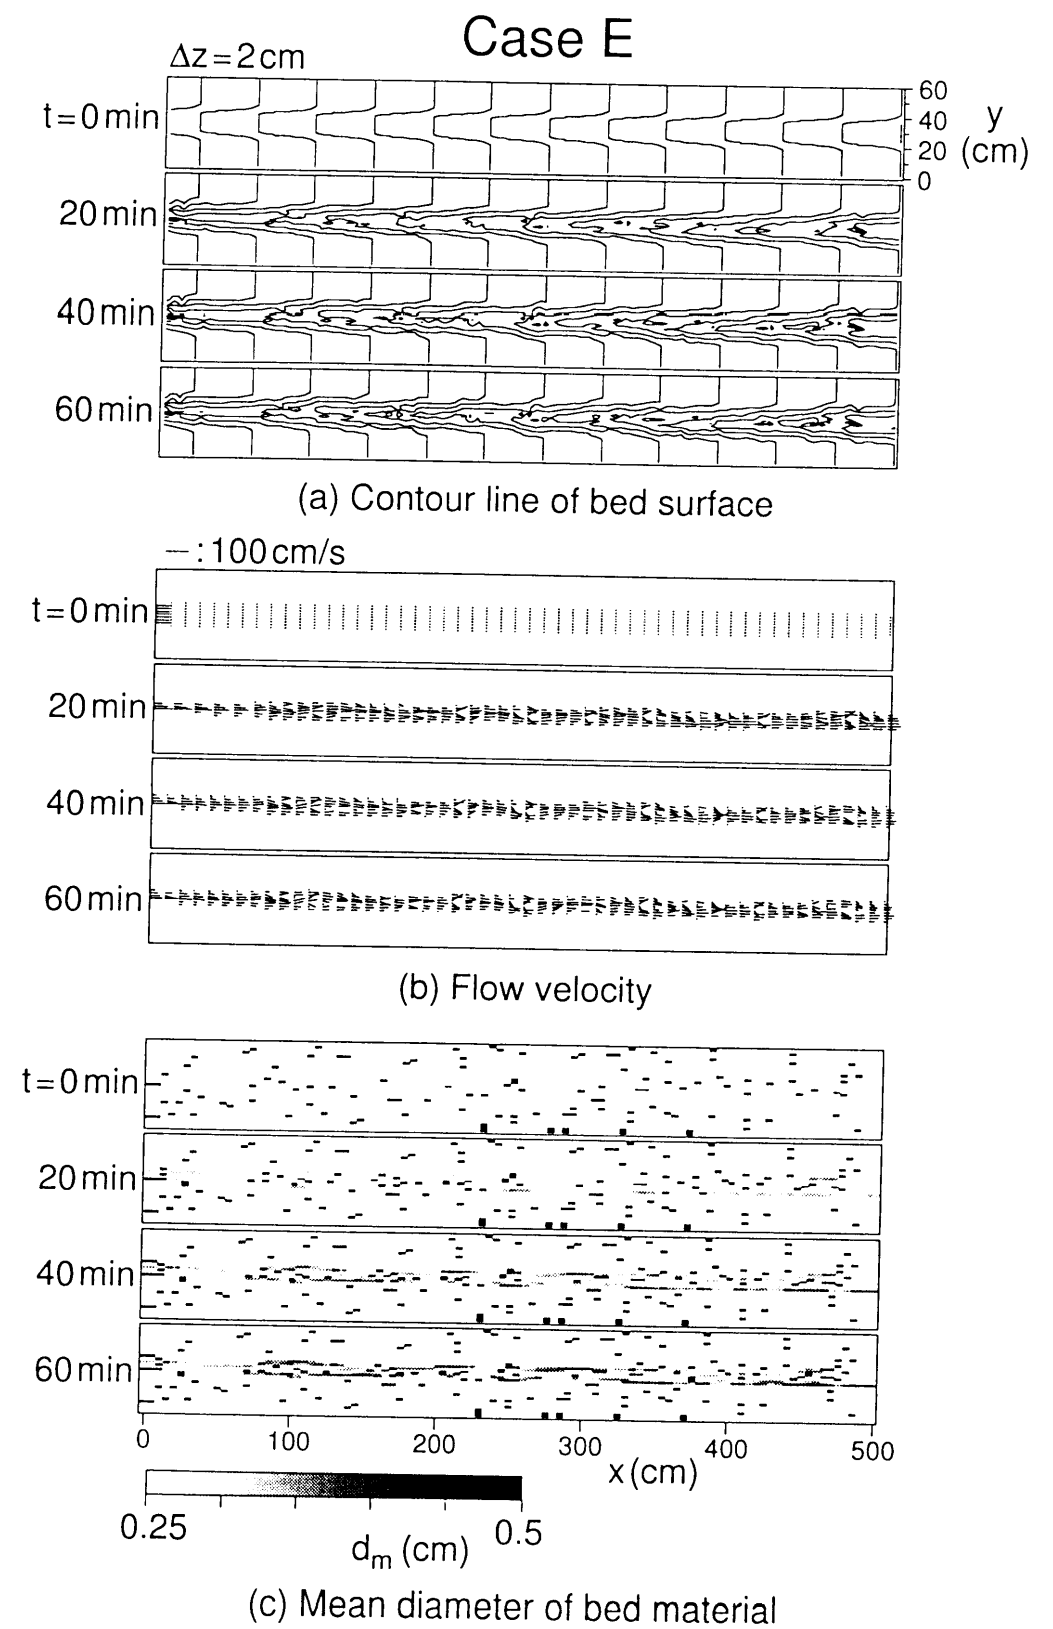 Case E
Δz=2cm
t=0min
20min
40min
60min
60
40
20
0
y
(cm)
(a) Contour line of bed surface
–:100cm/s
t=0min
20min
40min
60min
(b) Flow velocity
t=0min
20min
40min
60min
0 100 200 300 400 500
x(cm)
0.25 0.5
dm (cm)
(c) Mean diameter of bed material